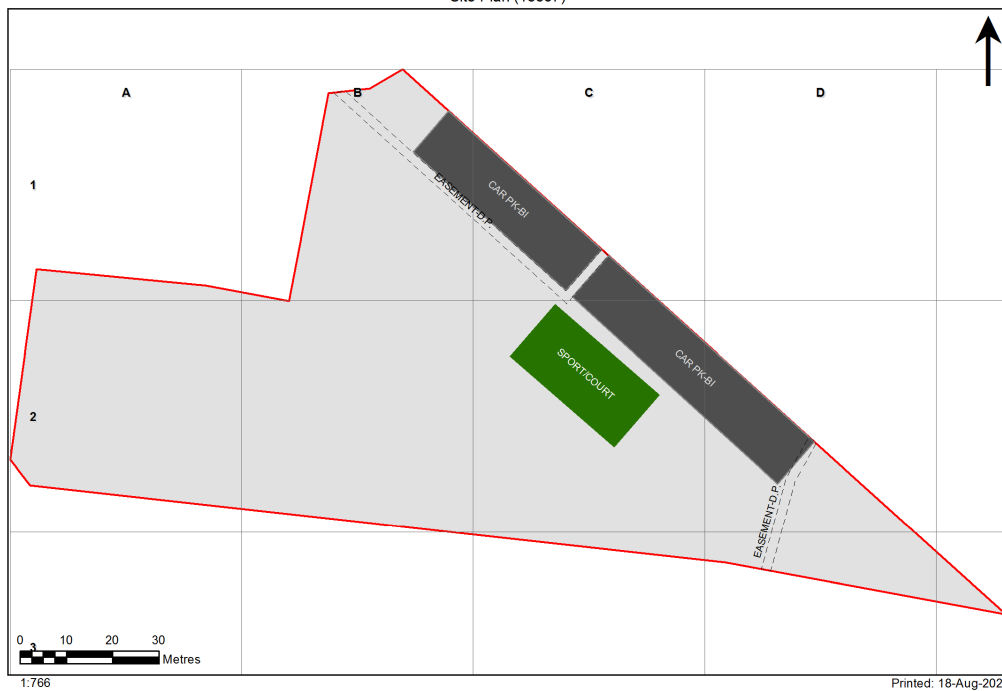 A
B
C
D
1
CAR PK-BI
EASEMENT-D.P.
SPORT/COURT
CAR PK-BI
2
EASEMENT-D.P.
0 10 20 30
3
Metres
1:766
Printed: 18-Aug-202